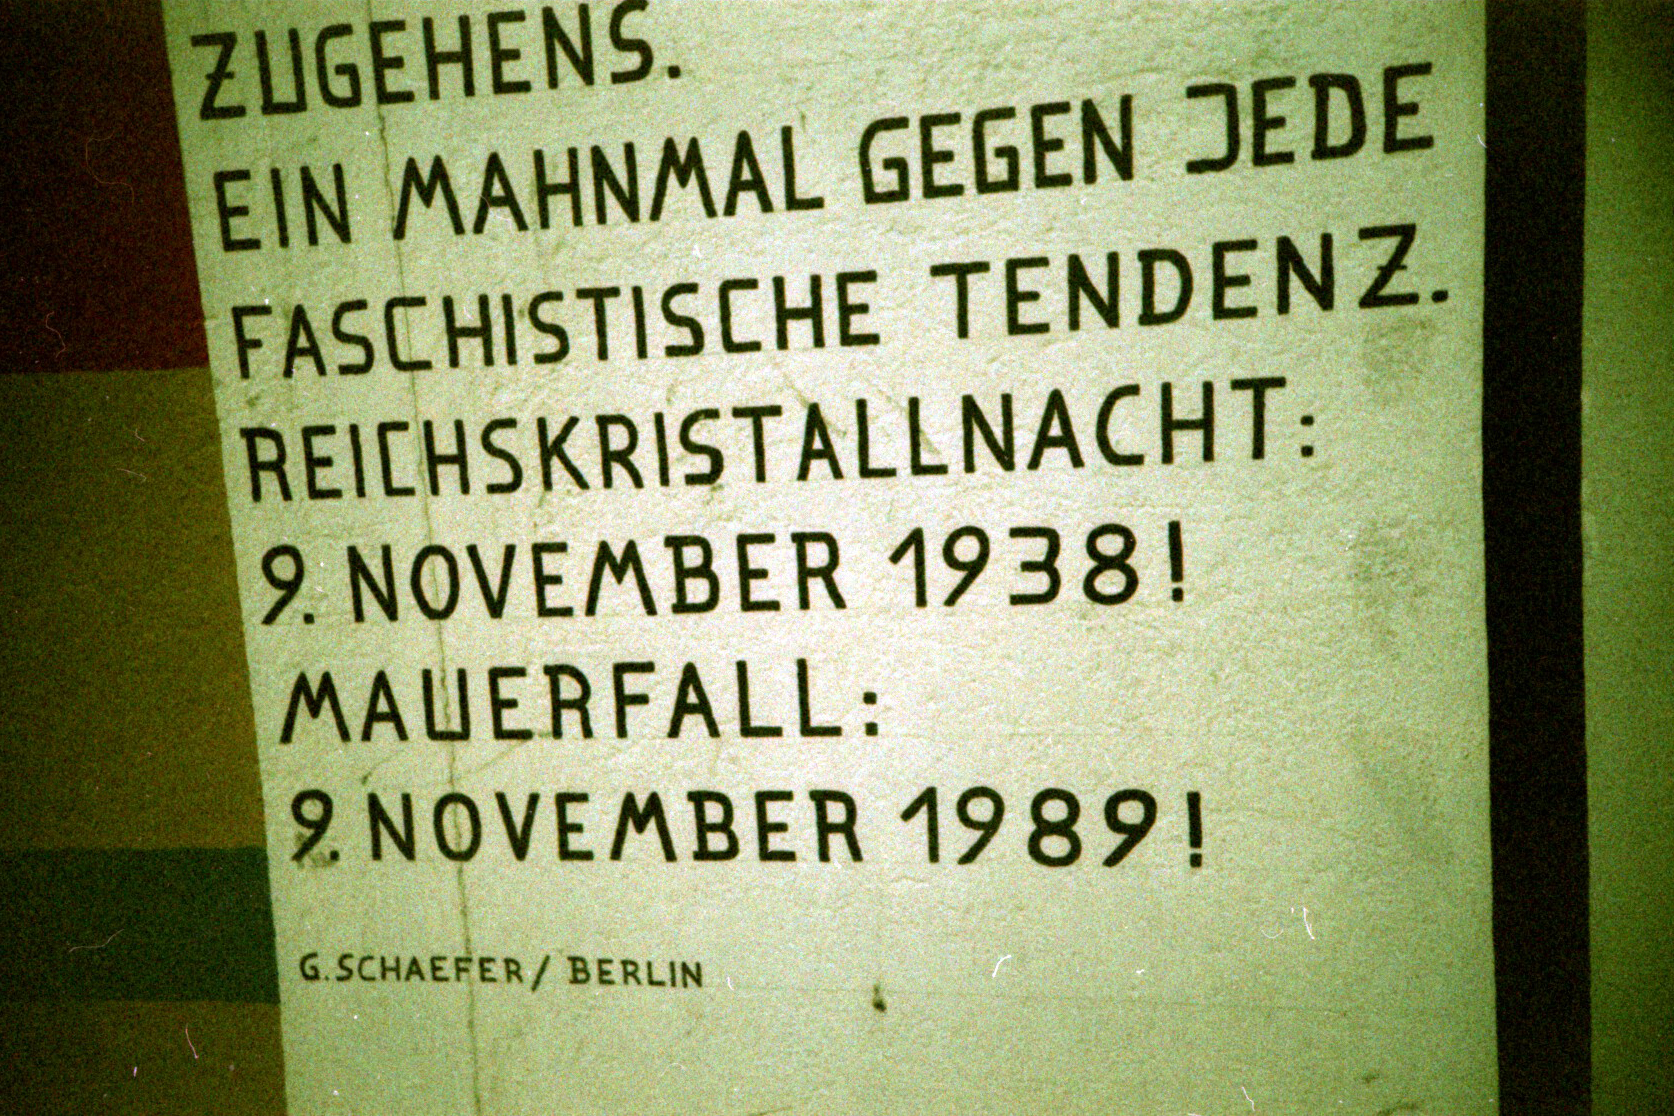 ZUGEHENS.
EIN MAHNMAL GEGEN JEDE
FASCHISTISCHE TENDENZ.
REICHSKRISTALLNACHT:
9. NOVEMBER 1938!
MAUERFALL:
9. NOVEMBER 1989!
G. SCHAEFER / BERLIN